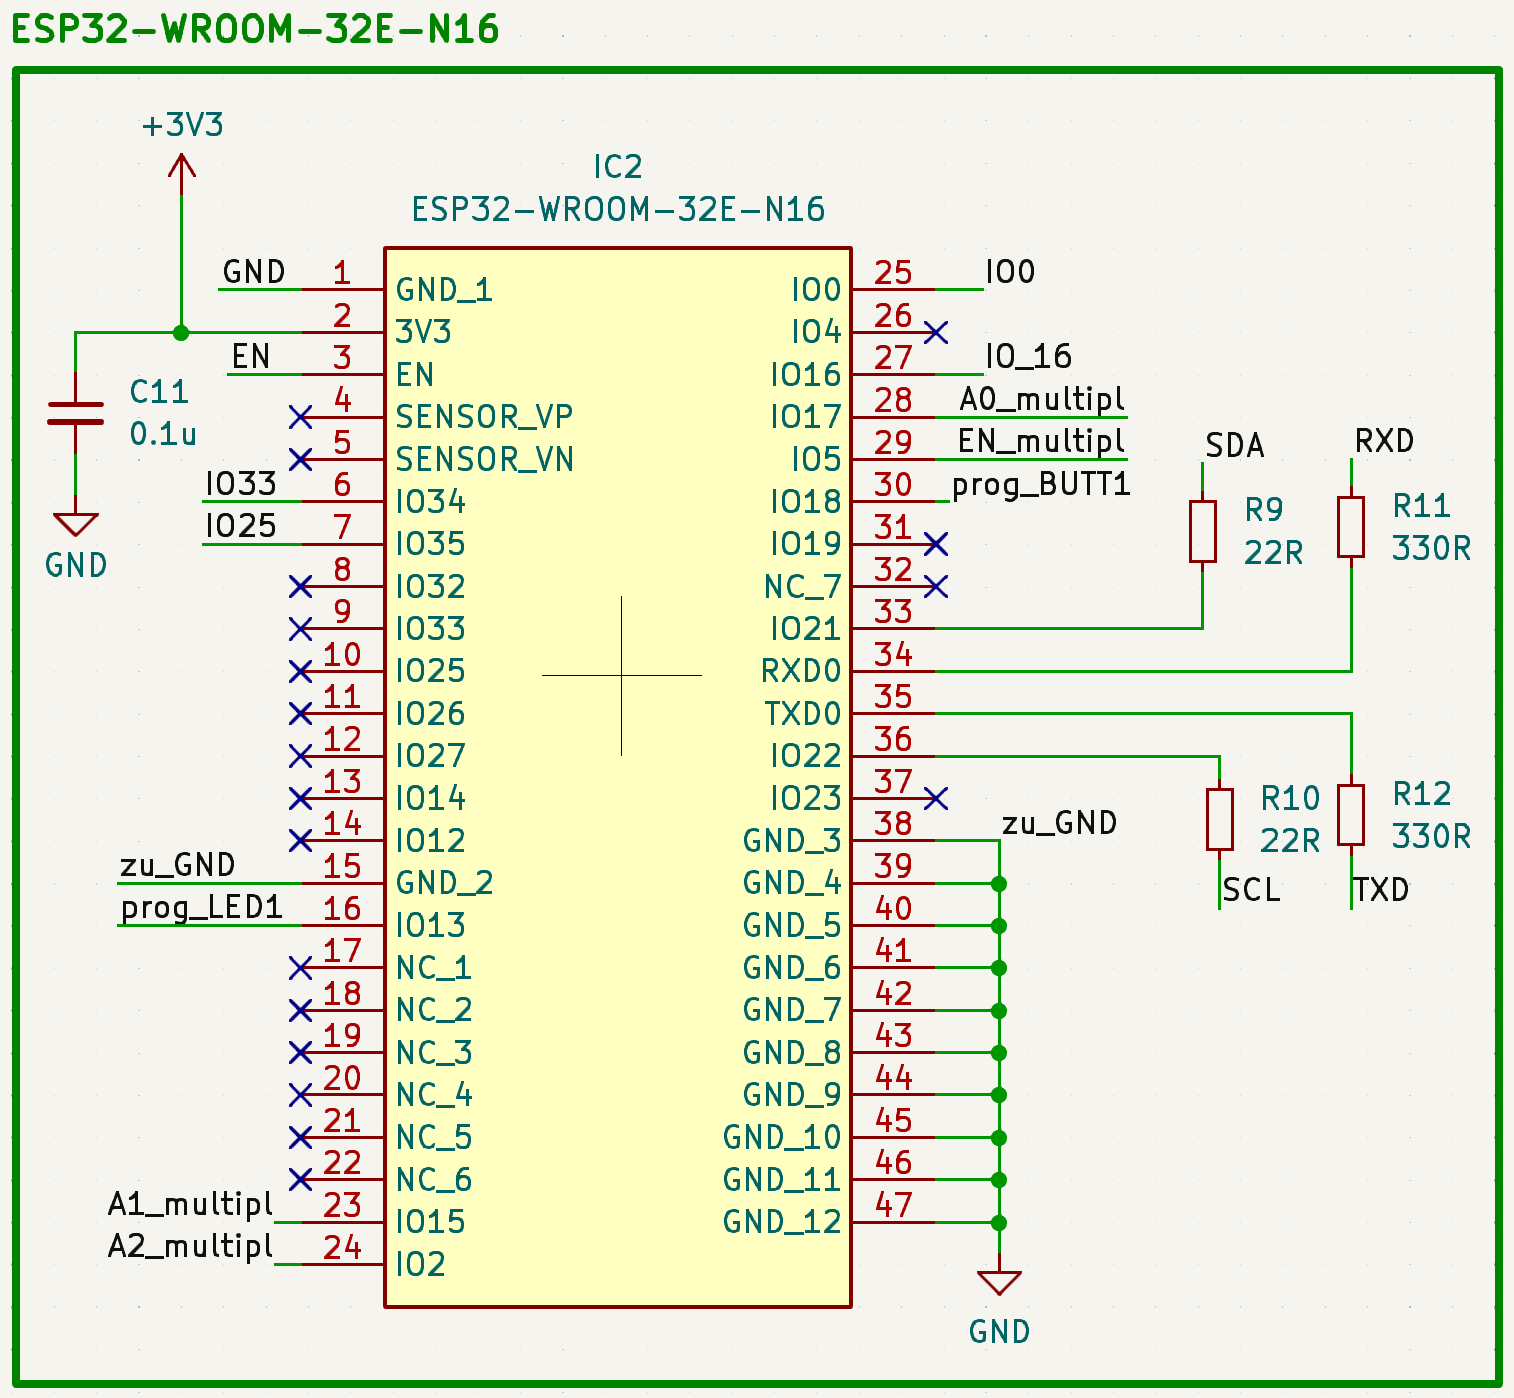 ESP32-WROOM-32E-N16
+3V3
IC2
ESP32-WROOM-32E-N16
GND 1 GND_1 IO0 25 IO0
2 3V3 IO4 26
EN 3 EN IO16 27 IO_16
C11
0.1u
4 SENSOR_VP IO17 28 A0_multipl
5 SENSOR_VN IO5 29 EN_multipl
SDA
RXD
IO33 6 IO34 IO18 30 prog_BUTT1
R9
22R
R11
330R
IO25 7 IO35 IO19 31
GND
8 IO32 NC_7 32
9 IO33 IO21 33
10 IO25 RXD0 34
11 IO26 TXD0 35
12 IO27 IO22 36
13 IO14 IO23 37
R10
22R
R12
330R
14 IO12 GND_3 38 zu_GND
zu_GND 15 GND_2 GND_4 39
SCL
TXD
prog_LED1 16 IO13 GND_5 40
17 NC_1 GND_6 41
18 NC_2 GND_7 42
19 NC_3 GND_8 43
20 NC_4 GND_9 44
21 NC_5 GND_10 45
22 NC_6 GND_11 46
A1_multipl 23 IO15 GND_12 47
A2_multipl 24 IO2
GND